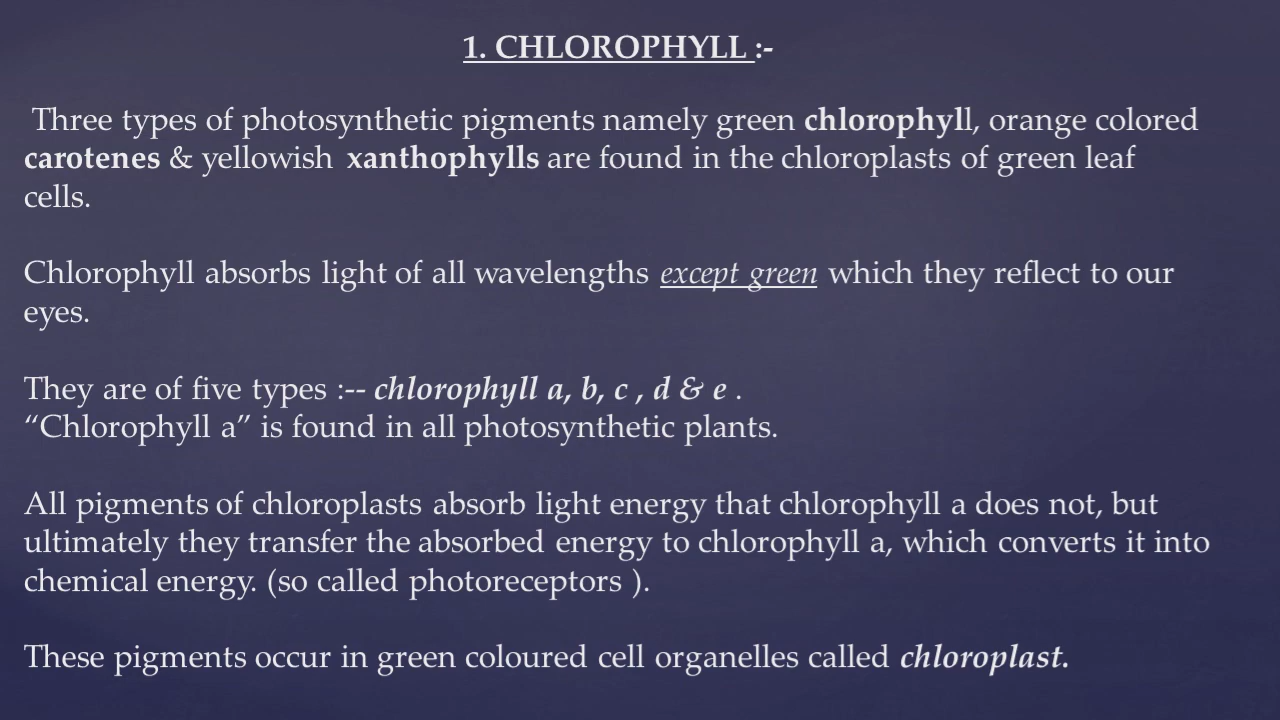 1. CHLOROPHYLL :-
Three types of photosynthetic pigments namely green chlorophyll, orange colored
carotenes & yellowish xanthophylls are found in the chloroplasts of green leaf
cells.
Chlorophyll absorbs light of all wavelengths except green which they reflect to our
eyes.
They are of five types :-- chlorophyll a, b, c , d & e .
“Chlorophyll a” is found in all photosynthetic plants.
All pigments of chloroplasts absorb light energy that chlorophyll a does not, but
ultimately they transfer the absorbed energy to chlorophyll a, which converts it into
chemical energy. (so called photoreceptors ).
These pigments occur in green coloured cell organelles called chloroplast.